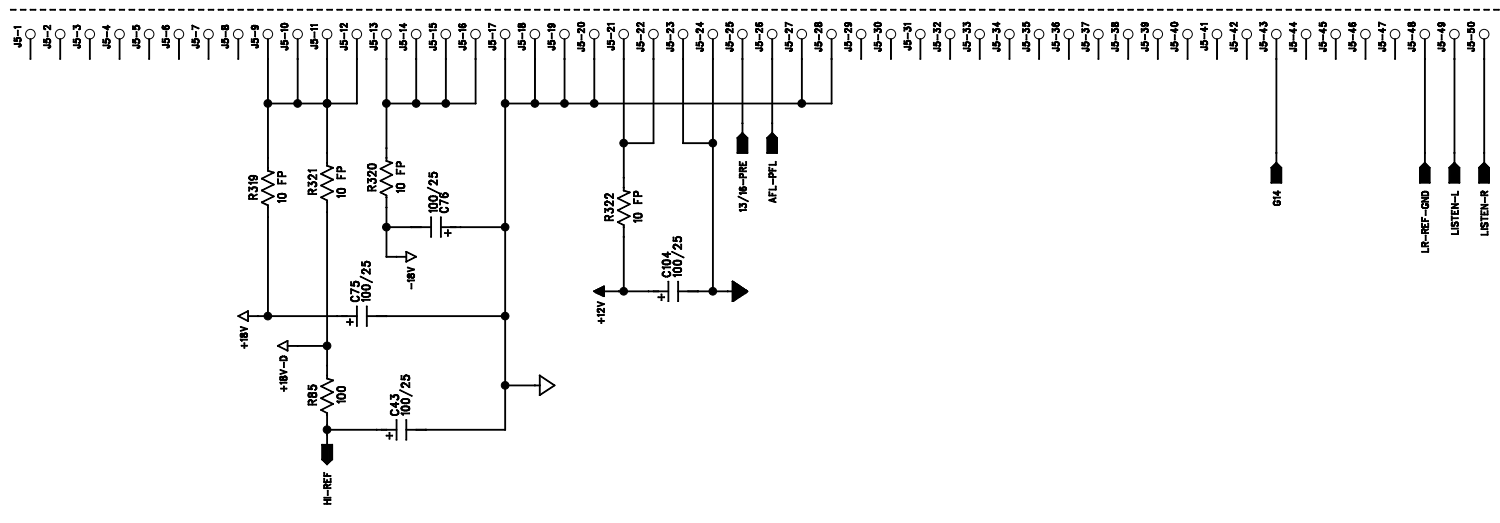 J5-1
J5-2
J5-3
J5-4
J5-5
J5-6
J5-7
J5-8
J5-9
J5-10
J5-11
J5-12
J5-13
J5-14
J5-15
J5-16
J5-17
J5-18
J5-19
J5-20
J5-21
J5-22
J5-23
J5-24
J5-25
J5-26
J5-27
J5-28
J5-29
J5-30
J5-31
J5-32
J5-33
J5-34
J5-35
J5-36
J5-37
J5-38
J5-39
J5-40
J5-41
J5-42
J5-43
J5-44
J5-45
J5-46
J5-47
J5-48
J5-49
J5-50
R319
10 FP
R321
10 FP
R320
10 FP
100/25
C76
+
-18V
R322
10 FP
13/16-PRE
AFL-PFL
G14
LR-REF-GND
LISTEN-L
LISTEN-R
C104
100/25
+
+12V
C75
100/25
+
+18V
+18V-D
R85
100
C43
100/25
+
HI-REF